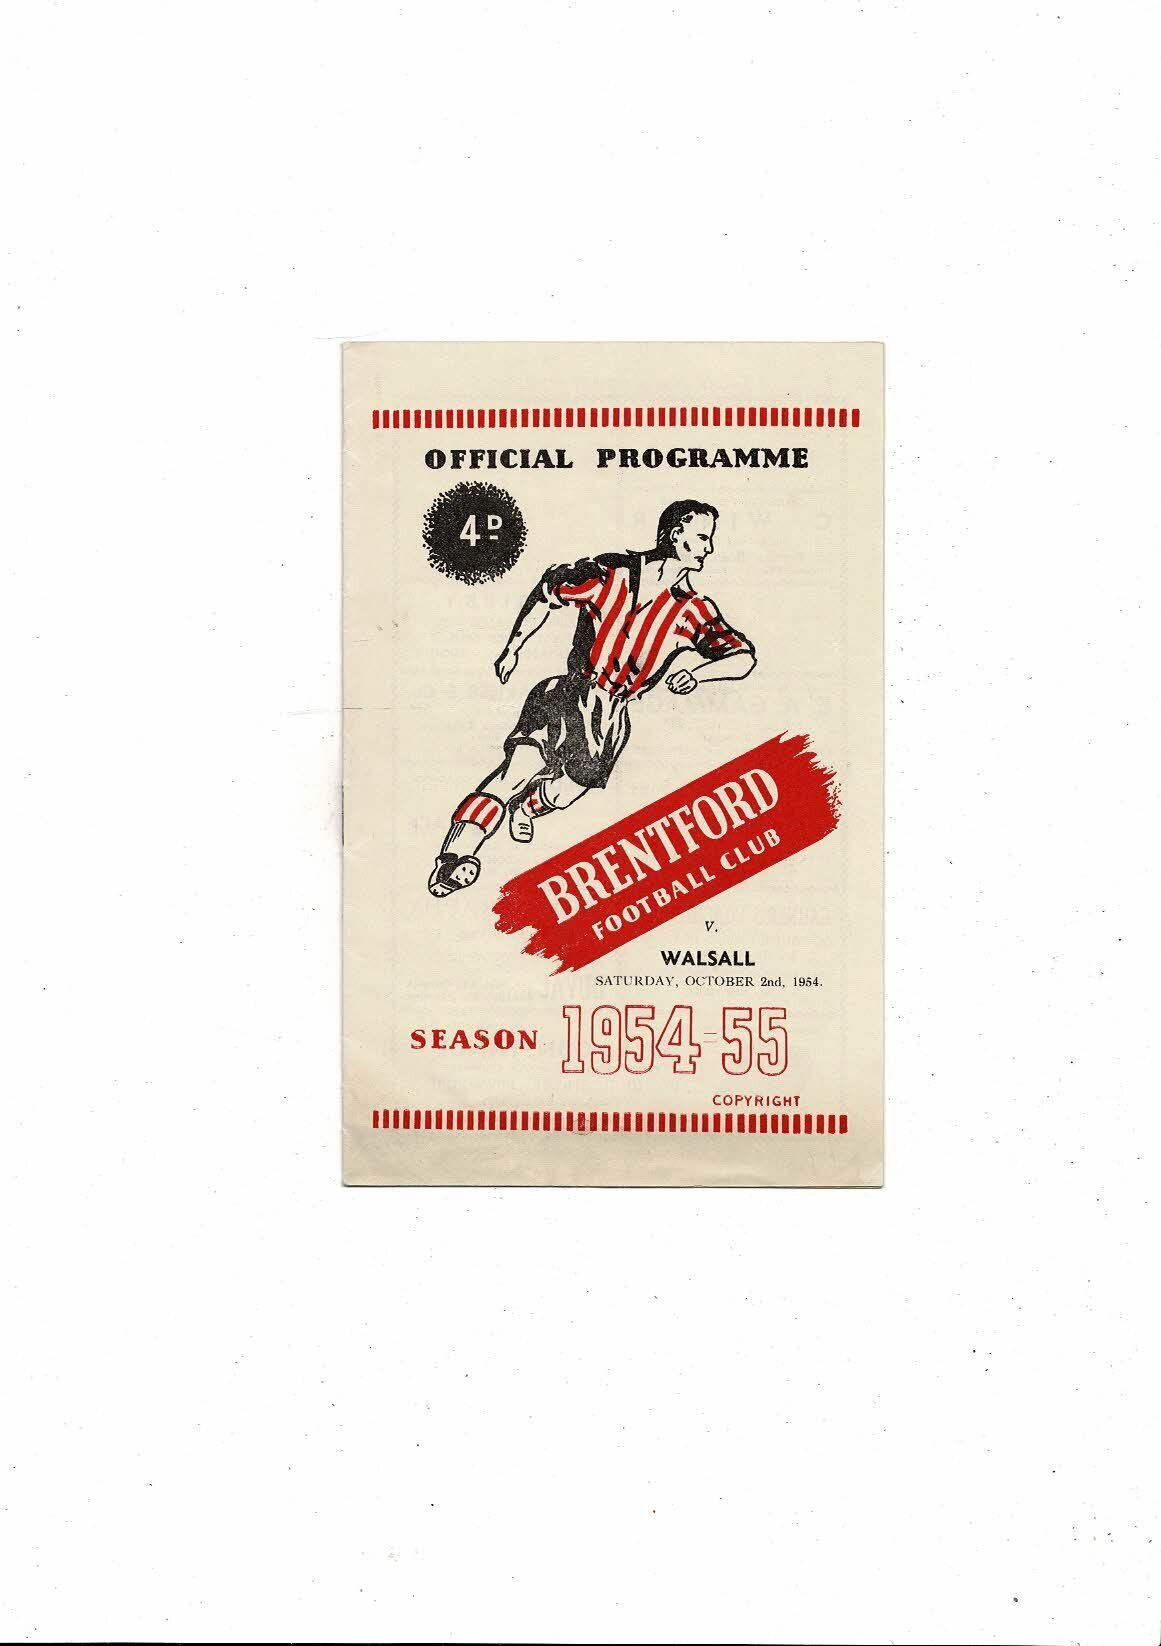 OFFICIAL PROGRAMME
4D
BRENTFORD
FOOTBALL CLUB
v.
WALSALL
SATURDAY, OCTOBER 2nd, 1954.
SEASON 1954-55
COPYRIGHT